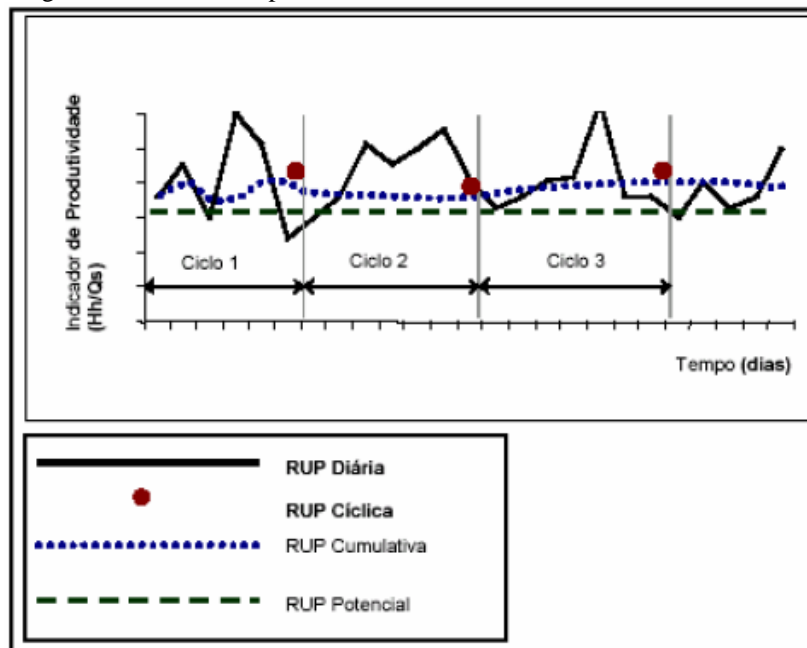 Indicador de Produtividade
(Hh/Qs)
Ciclo 1
Ciclo 2
Ciclo 3
Tempo (dias)
RUP Diária
RUP Cíclica
RUP Cumulativa
RUP Potencial